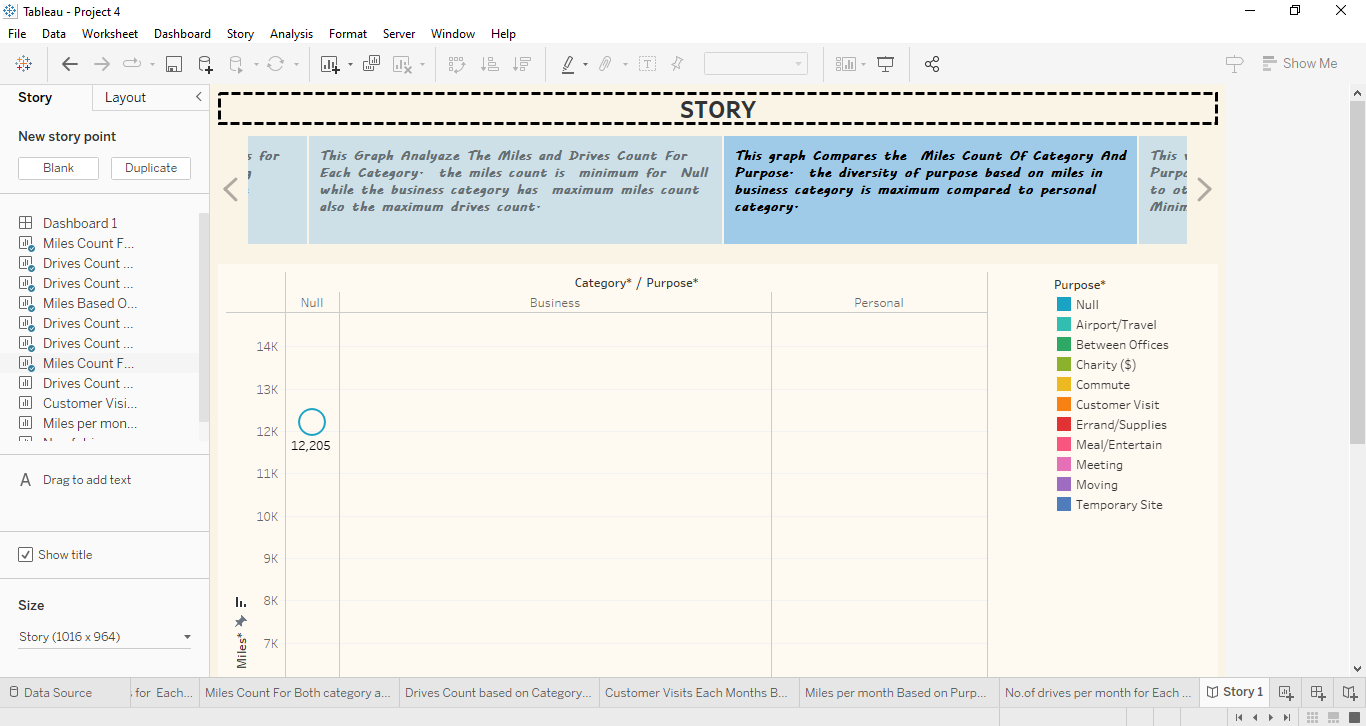 Tableau - Project 4
File Data Worksheet Dashboard Story Analysis Format Server Window Help
Show Me
Story
Layout
New story point
Blank
Duplicate
Dashboard 1
Miles Count F...
Drives Count ...
Drives Count ...
Miles Based O...
Drives Count ...
Drives Count ...
Miles Count F...
Drives Count ...
Customer Visi...
Miles per mon...
A Drag to add text
Show title
Size
Story (1016 x 964)
STORY
for
This Graph Analyaze The Miles and Drives Count For
Each Category. the miles count is minimum for Null
while the business category has maximum miles count
also the maximum drives count.
This graph Compares the Miles Count Of Category And
Purpose. the diversity of purpose based on miles in
business category is maximum compared to personal
category.
This
Purpo
to ot
Minim
Category* / Purpose*
Null
Business
Personal
14K
13K
12K
11K
10K
9K
8K
7K
12,205
Miles*
Purpose*
Null
Airport/Travel
Between Offices
Charity ($)
Commute
Customer Visit
Errand/Supplies
Meal/Entertain
Meeting
Moving
Temporary Site
Data Source
for Each...
Miles Count For Both category a...
Drives Count based on Category...
Customer Visits Each Months B...
Miles per month Based on Purp...
No.of drives per month for Each ...
Story 1